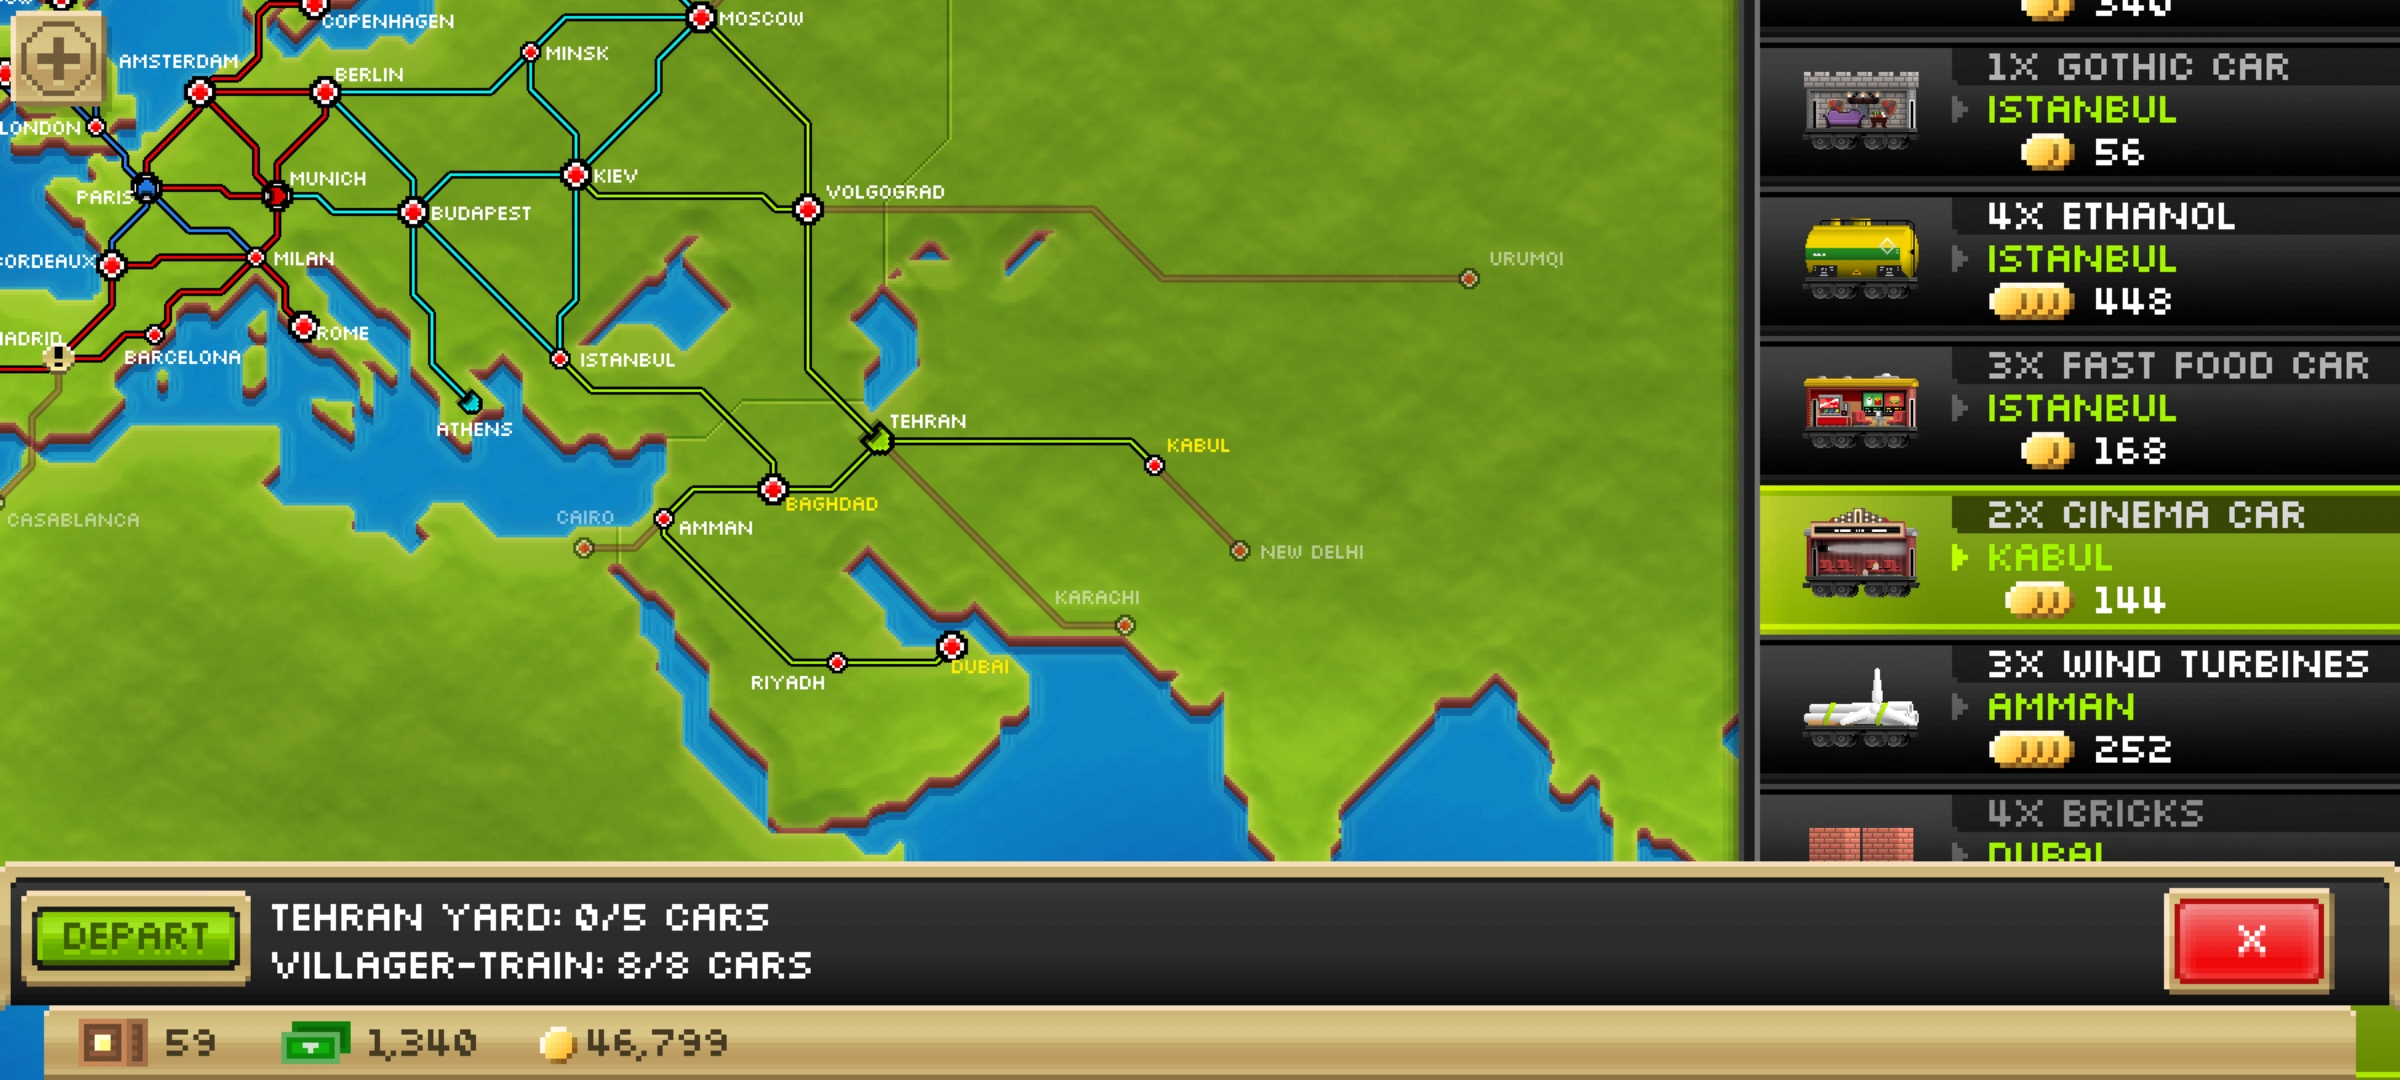 COPENHAGEN
MOSCOW
MINSK
AMSTERDAM
BERLIN
LONDON
KIEV
MUNICH
PARIS
VOLGOGRAD
BUDAPEST
ORDEAUX
MILAN
URUMQI
ROME
ADRID
BARCELONA
ISTANBUL
ATHENS
TEHRAN
KABUL
BAGHDAD
CASABLANCA
CAIRO
AMMAN
NEW DELHI
KARACHI
DUBAI
RIYADH
340
1X GOTHIC CAR
ISTANBUL
56
4X ETHANOL
ISTANBUL
448
3X FAST FOOD CAR
ISTANBUL
168
2X CINEMA CAR
KABUL
144
3X WIND TURBINES
AMMAN
252
4X BRICKS
DUBAI
DEPART
TEHRAN YARD: 0/5 CARS
VILLAGER-TRAIN: 8/8 CARS
X
59
1,340
46,799